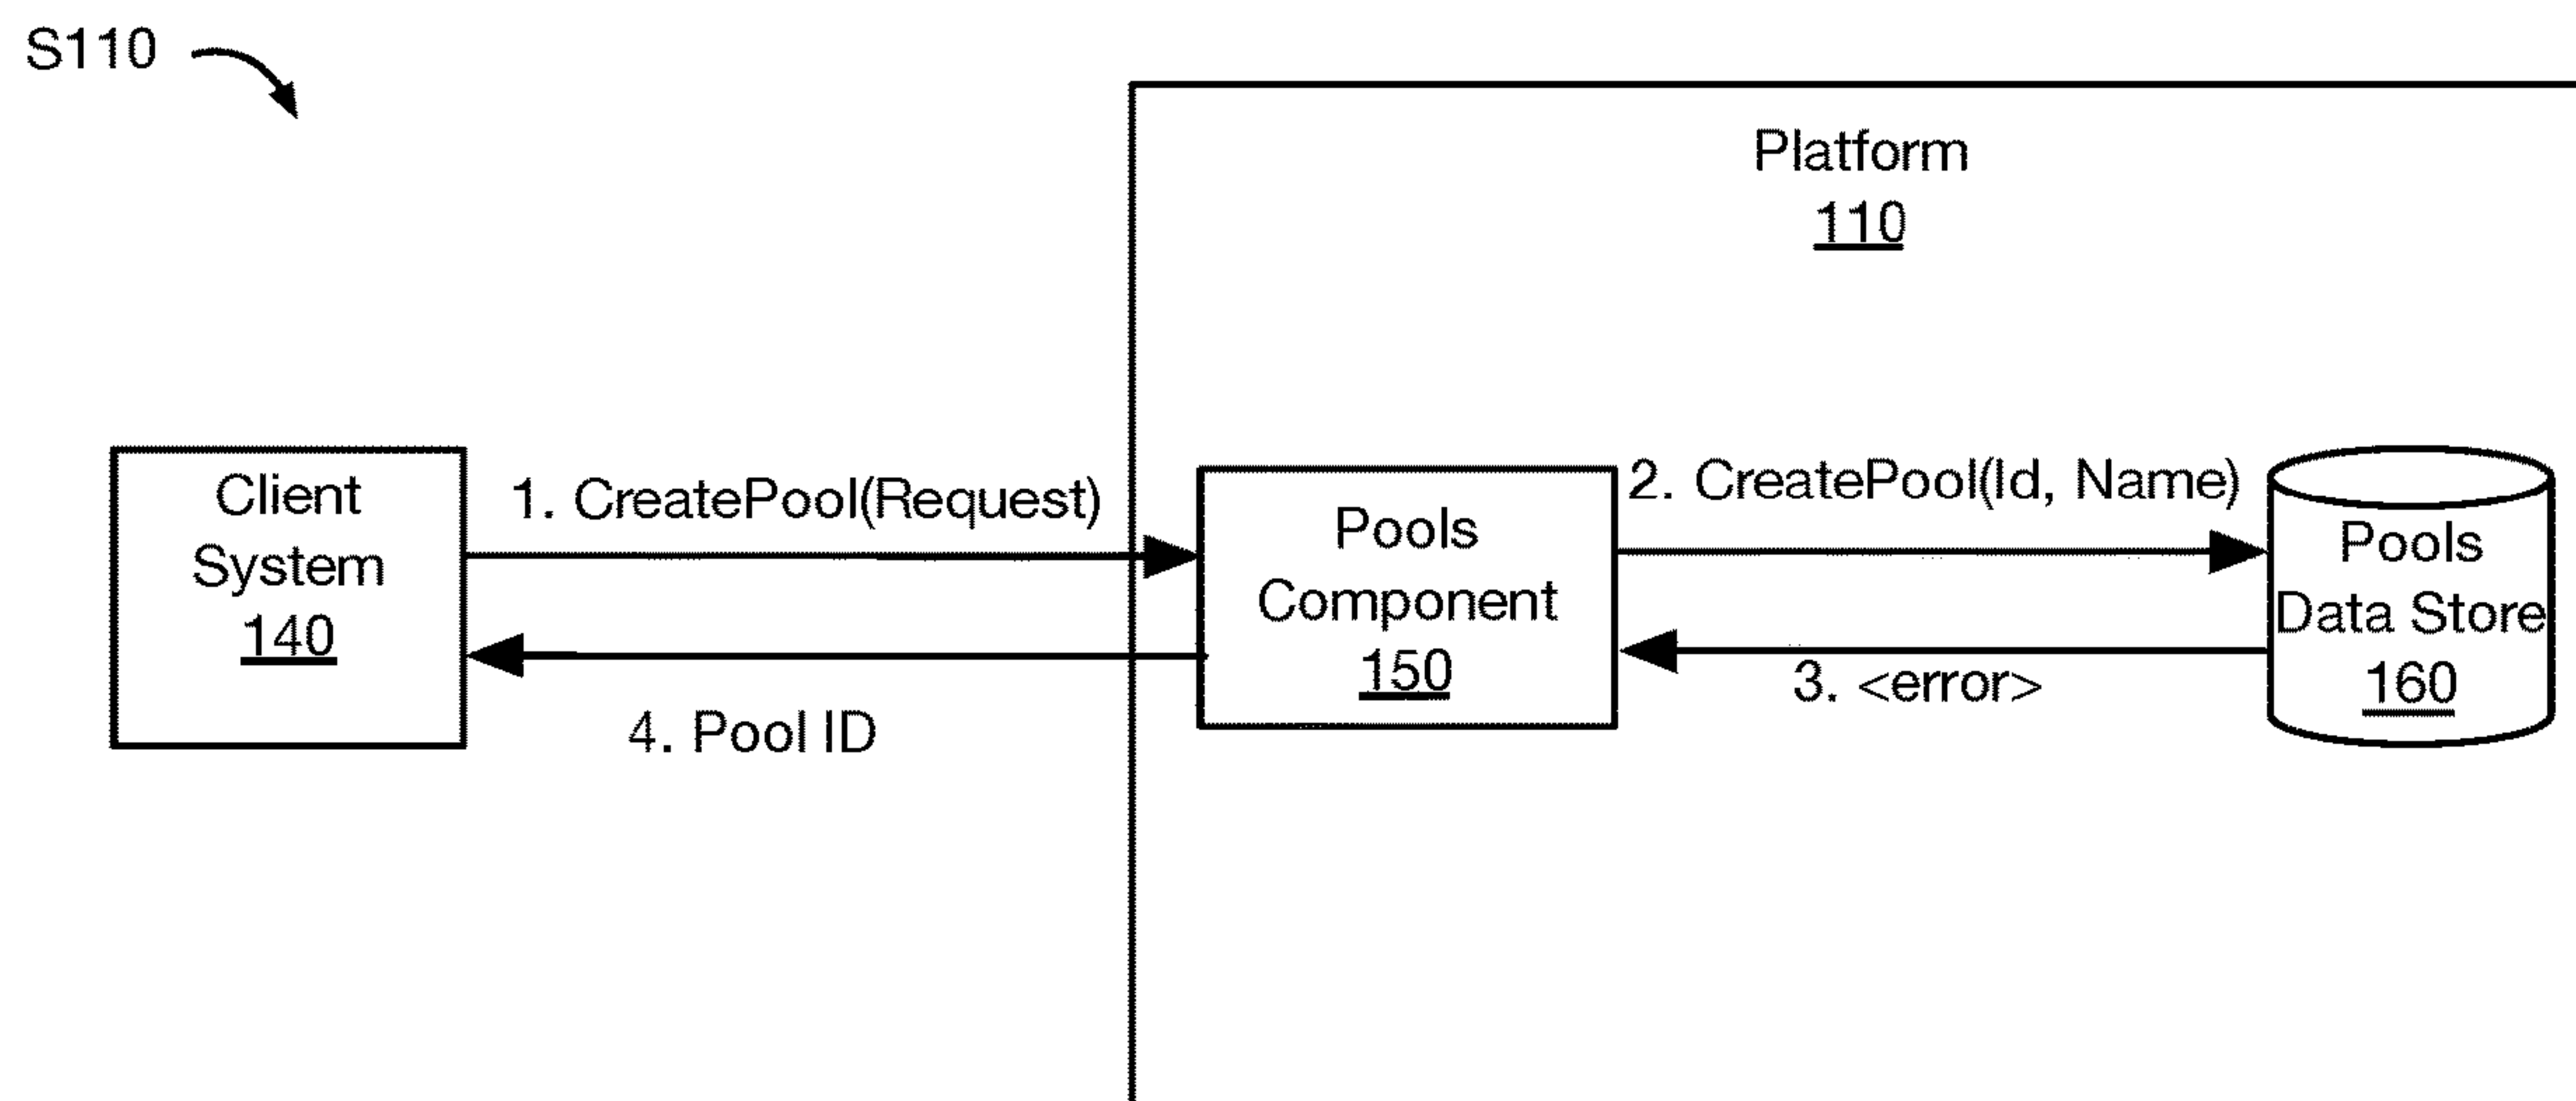 S110
Platform
110
Client
System
140
1. CreatePool(Request)
4. Pool ID
Pools
Component
150
2. CreatePool(Id, Name)
3. <error>
Pools
Data Store
160